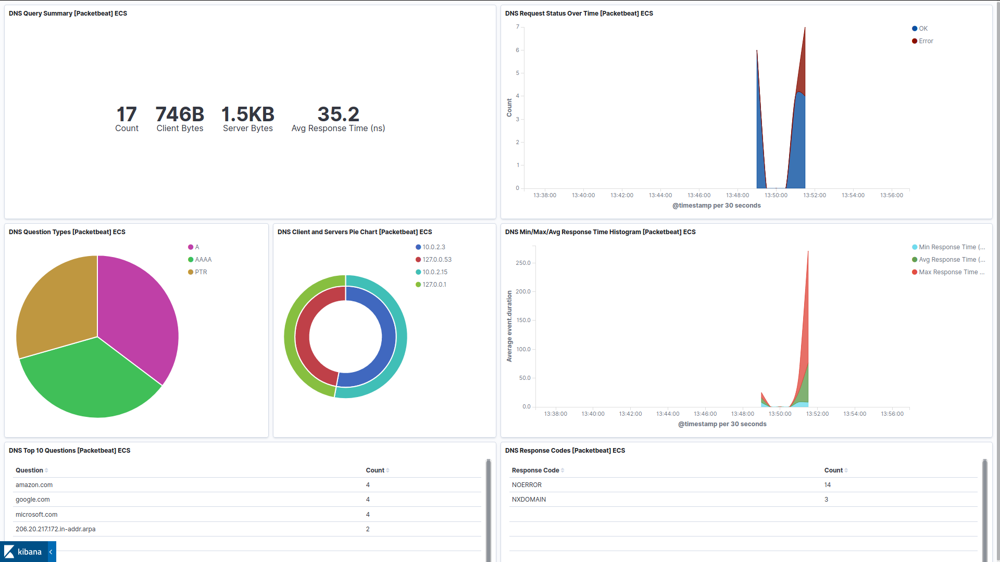 DNS Query Summary [Packetbeat] ECS
17
Count
746B
Client Bytes
1.5KB
Server Bytes
35.2
Avg Response Time (ns)
DNS Request Status Over Time [Packetbeat] ECS
7
6
5
4
3
2
1
0
Count
13:38:00 13:40:00 13:42:00 13:44:00 13:46:00 13:48:00 13:50:00 13:52:00 13:54:00 13:56:00
@timestamp per 30 seconds
OK
Error
DNS Question Types [Packetbeat] ECS
A
AAAA
PTR
DNS Client and Servers Pie Chart [Packetbeat] ECS
10.0.2.3
127.0.0.53
10.0.2.15
127.0.0.1
DNS Min/Max/Avg Response Time Histogram [Packetbeat] ECS
250.0
200.0
150.0
100.0
50.0
0.0
Average event.duration
13:38:00 13:40:00 13:42:00 13:44:00 13:46:00 13:48:00 13:50:00 13:52:00 13:54:00 13:56:00
@timestamp per 30 seconds
Min Response Time (...
Avg Response Time (...
Max Response Time ...
DNS Top 10 Questions [Packetbeat] ECS
Question Count
amazon.com 4
google.com 4
microsoft.com 4
206.20.217.172.in-addr.arpa 2
DNS Response Codes [Packetbeat] ECS
Response Code Count
NOERROR 14
NXDOMAIN 3
kibana